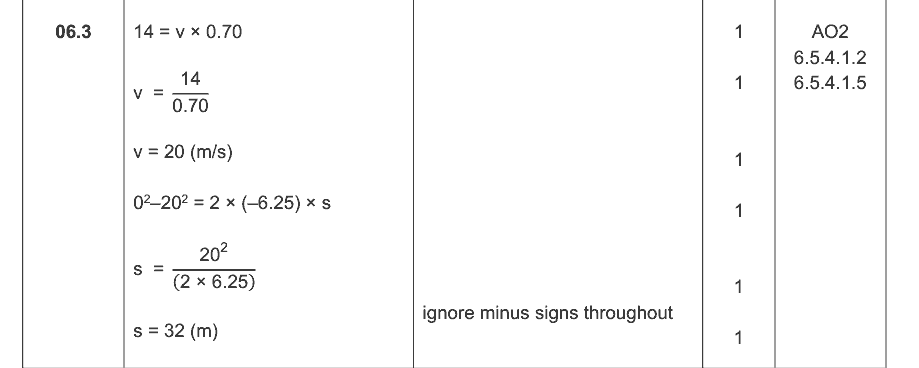 06.3 14 = v × 0.70 1 AO2
6.5.4.1.2
v = 14/0.70 1 6.5.4.1.5
v = 20 (m/s) 1
0²–20² = 2 × (–6.25) × s 1
s = 20²/(2 × 6.25) 1
ignore minus signs throughout
s = 32 (m) 1